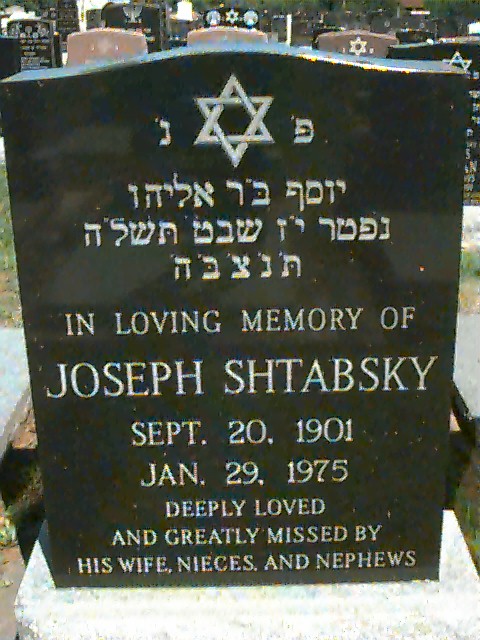 פ נ
יוסף ב״ר אליהו
נפטר י״ז שבט תשל״ה
ת נ צ ב ה
IN LOVING MEMORY OF
JOSEPH SHTABSKY
SEPT. 20, 1901
JAN. 29, 1975
DEEPLY LOVED
AND GREATLY MISSED BY
HIS WIFE, NIECES, AND NEPHEWS